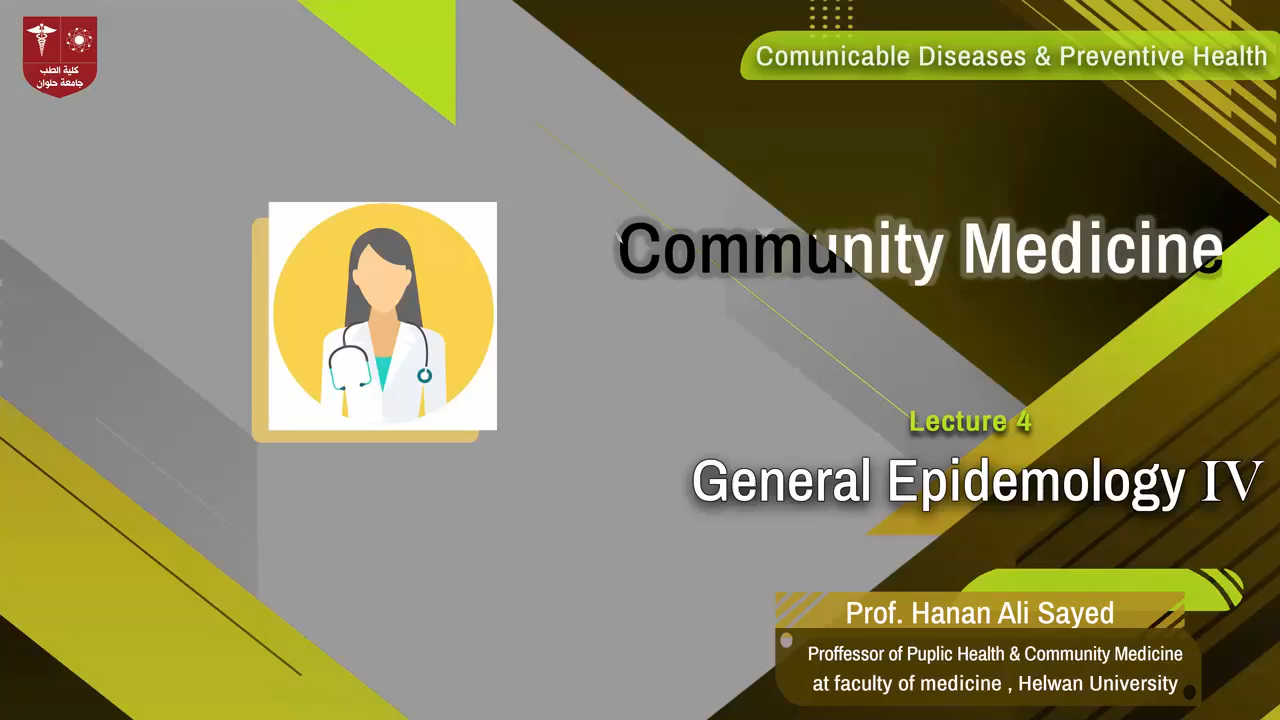 كلية الطب
جامعة حلوان
Comunicable Diseases & Preventive Health
Community Medicine
Lecture 4
General Epidemology IV
Prof. Hanan Ali Sayed
Proffessor of Puplic Health & Community Medicine
at faculty of medicine , Helwan University